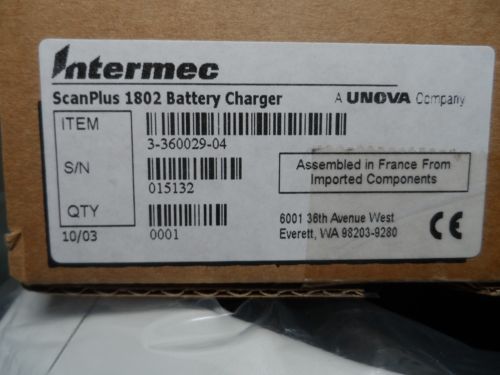 Intermec
ScanPlus 1802 Battery Charger
A UNOVA Company
ITEM
3-360029-04
S/N
015132
Assembled in France From
Imported Components
QTY
0001
10/03
6001 36th Avenue West
Everett, WA 98203-9280
CE